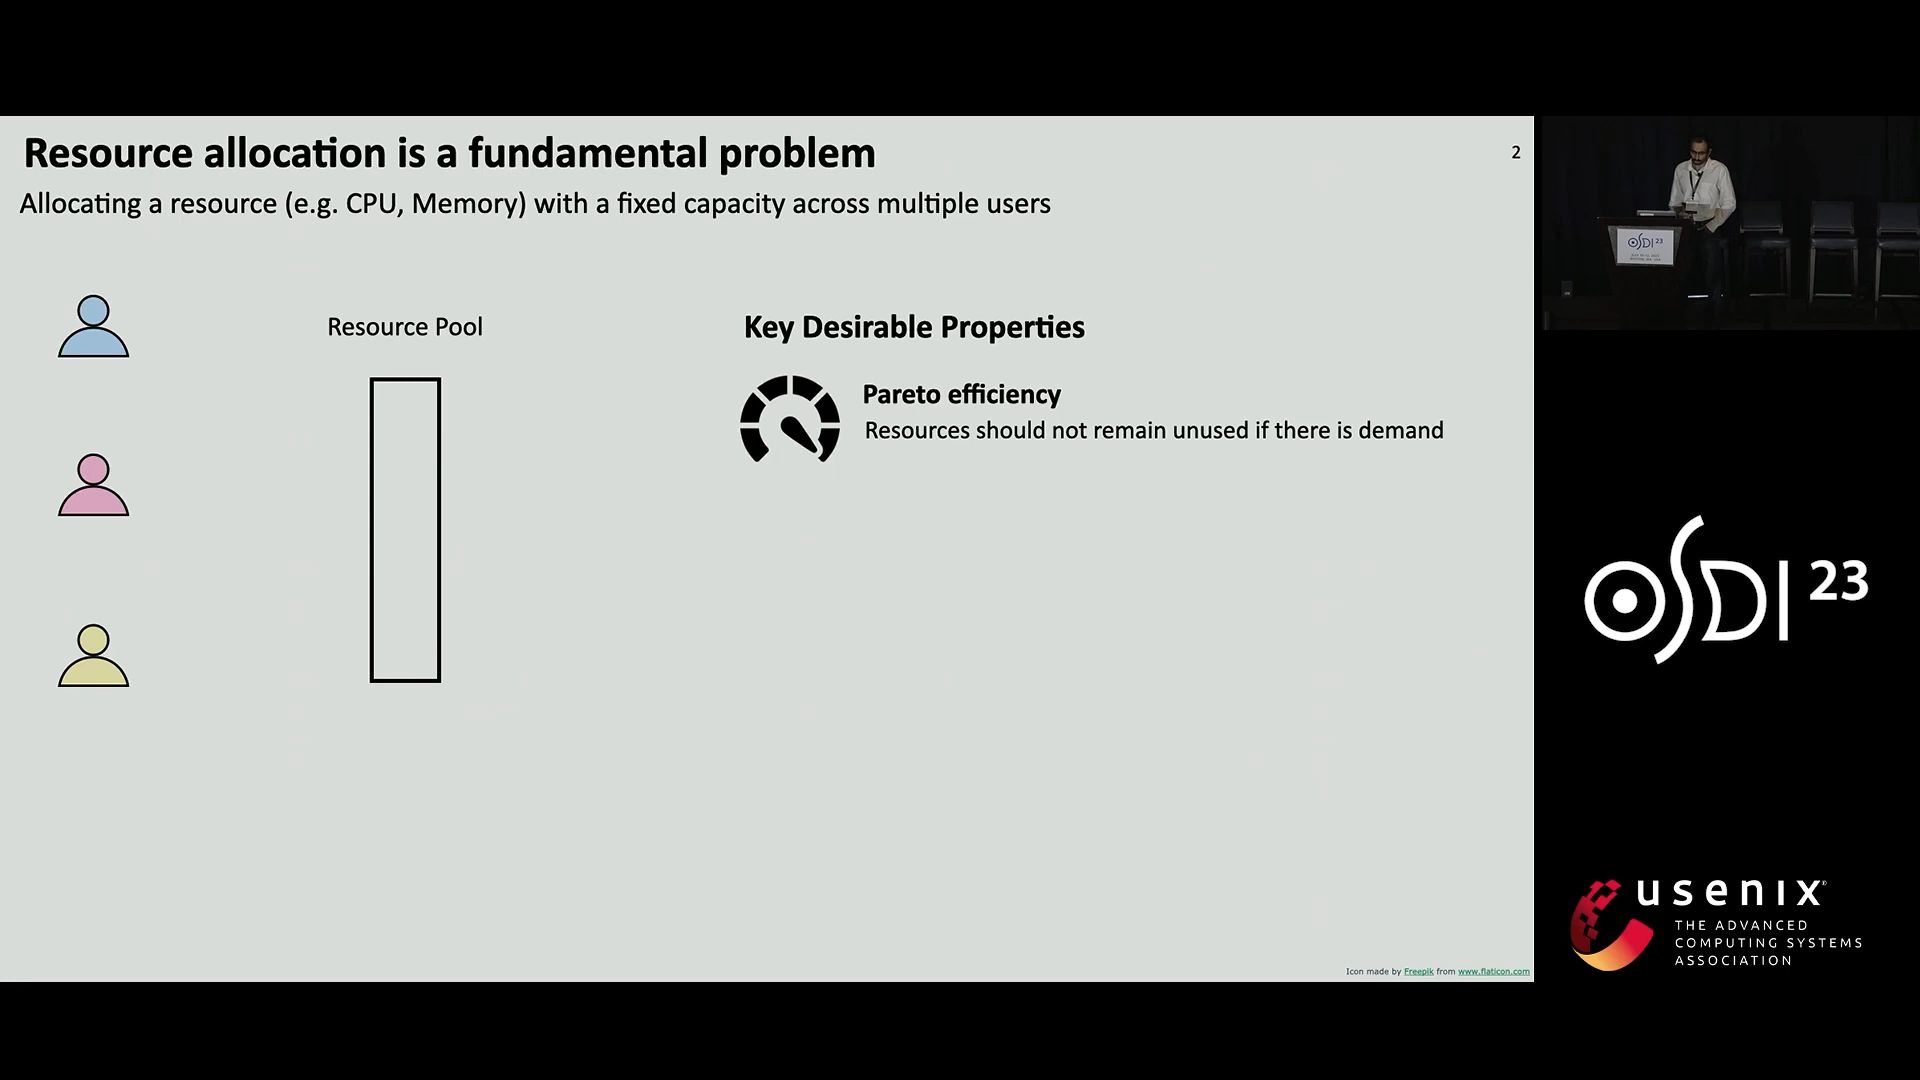 Resource allocation is a fundamental problem
2
Allocating a resource (e.g. CPU, Memory) with a fixed capacity across multiple users
Resource Pool
Key Desirable Properties
Pareto efficiency
Resources should not remain unused if there is demand
Icon made by Freepik from www.flaticon.com
OSDI 23
OSDI 23
usenix
THE ADVANCED
COMPUTING SYSTEMS
ASSOCIATION